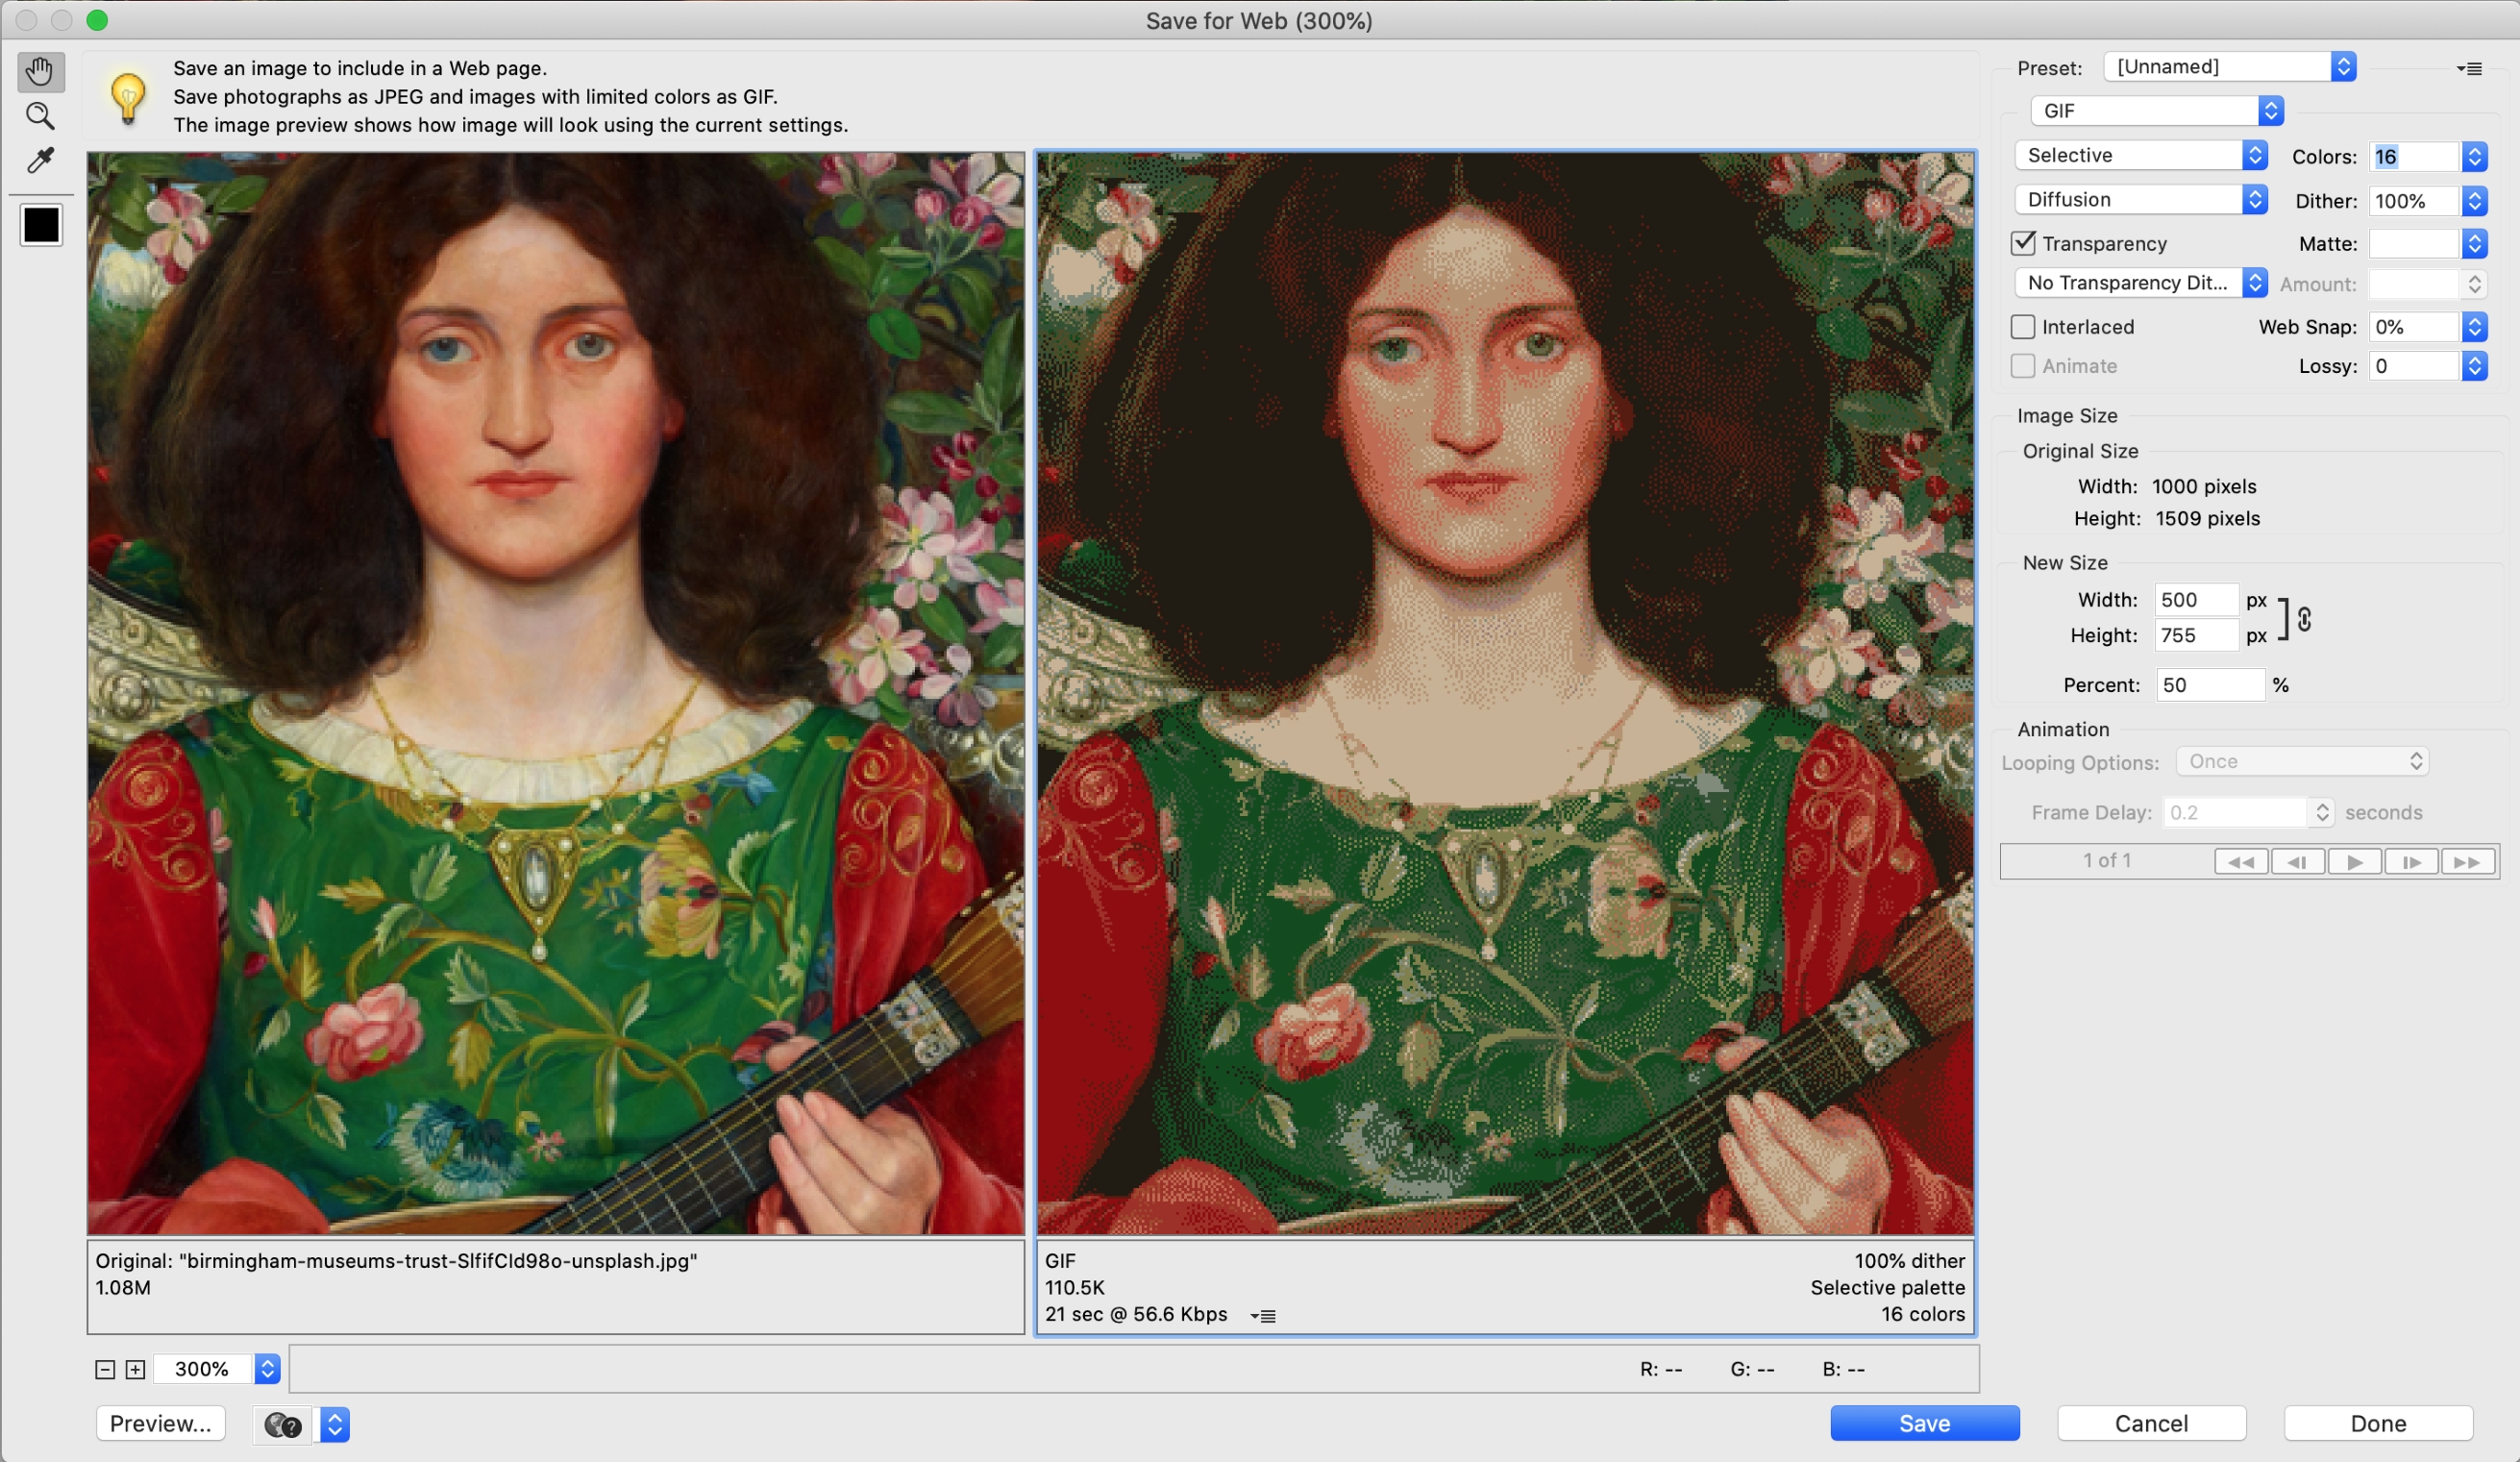 Save for Web (300%)
Save an image to include in a Web page.
Save photographs as JPEG and images with limited colors as GIF.
The image preview shows how image will look using the current settings.
Original: "birmingham-museums-trust-SlfifCld98o-unsplash.jpg"
1.08M
GIF 100% dither
110.5K Selective palette
21 sec @ 56.6 Kbps 16 colors
300% R: -- G: -- B: --
Preview... ?
Preset: [Unnamed]
GIF
Selective Colors: 16
Diffusion Dither: 100%
Transparency Matte:
No Transparency Dit... Amount:
Interlaced Web Snap: 0%
Animate Lossy: 0
Image Size
Original Size
Width: 1000 pixels
Height: 1509 pixels
New Size
Width: 500 px
Height: 755 px
Percent: 50 %
Animation
Looping Options: Once
Frame Delay: 0.2 seconds
1 of 1
Save Cancel Done